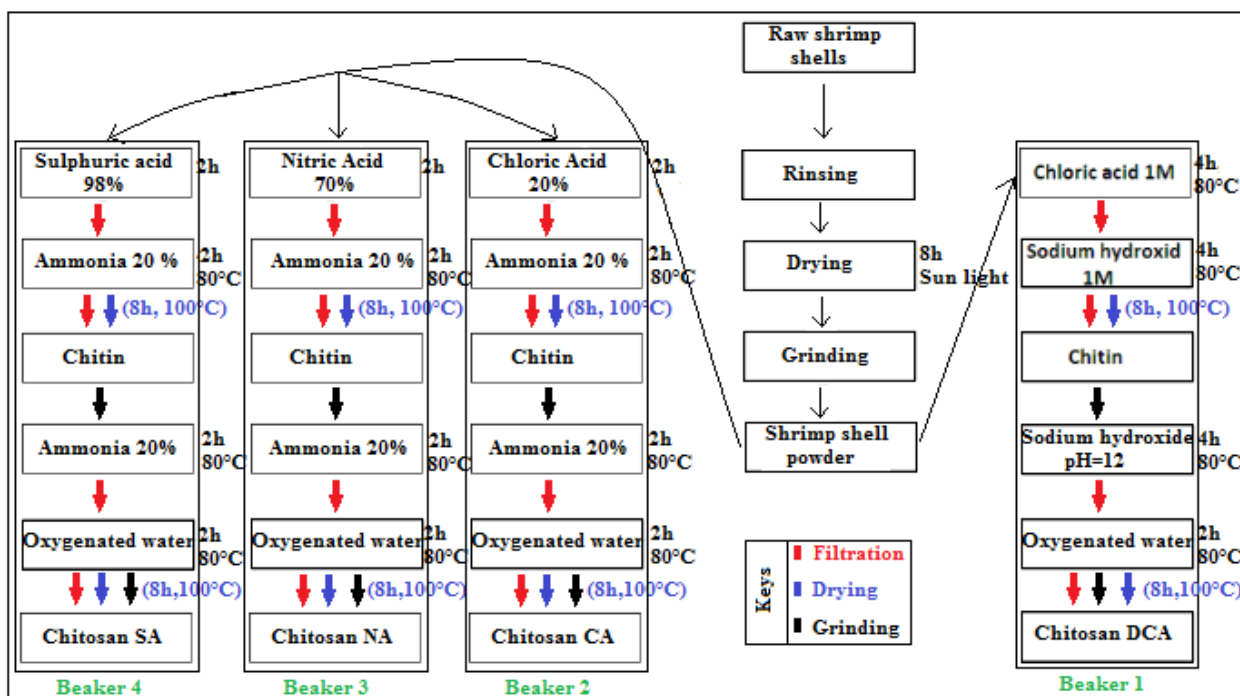 Raw shrimp
shells
Rinsing
Drying
8h
Sun light
Grinding
Shrimp shell
powder
Sulphuric acid
98%
2h
Ammonia 20 %
2h
80°C
(8h, 100°C)
Chitin
Ammonia 20%
2h
80°C
Oxygenated water
2h
80°C
(8h,100°C)
Chitosan SA
Beaker 4
Nitric Acid
70%
2h
Ammonia 20 %
2h
80°C
(8h, 100°C)
Chitin
Ammonia 20%
2h
80°C
Oxygenated water
2h
80°C
(8h,100°C)
Chitosan NA
Beaker 3
Chloric Acid
20%
2h
Ammonia 20 %
2h
80°C
(8h, 100°C)
Chitin
Ammonia 20%
2h
80°C
Oxygenated water
2h
80°C
(8h,100°C)
Chitosan CA
Beaker 2
Chloric acid 1M
4h
80°C
Sodium hydroxid
1M
4h
80°C
(8h, 100°C)
Chitin
Sodium hydroxide
pH=12
4h
80°C
Oxygenated water
2h
80°C
(8h,100°C)
Chitosan DCA
Beaker 1
Keys
Filtration
Drying
Grinding